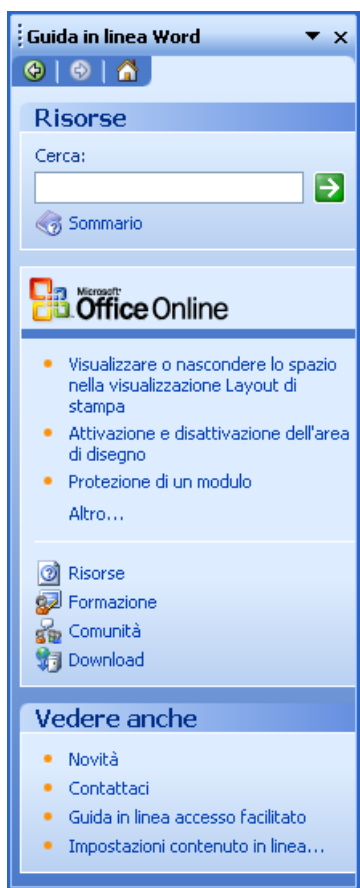 Guida in linea Word
Risorse
Cerca:
Sommario
Microsoft
Office Online
Visualizzare o nascondere lo spazio
nella visualizzazione Layout di
stampa
Attivazione e disattivazione dell'area
di disegno
Protezione di un modulo
Altro...
Risorse
Formazione
Comunità
Download
Vedere anche
Novità
Contattaci
Guida in linea accesso facilitato
Impostazioni contenuto in linea...